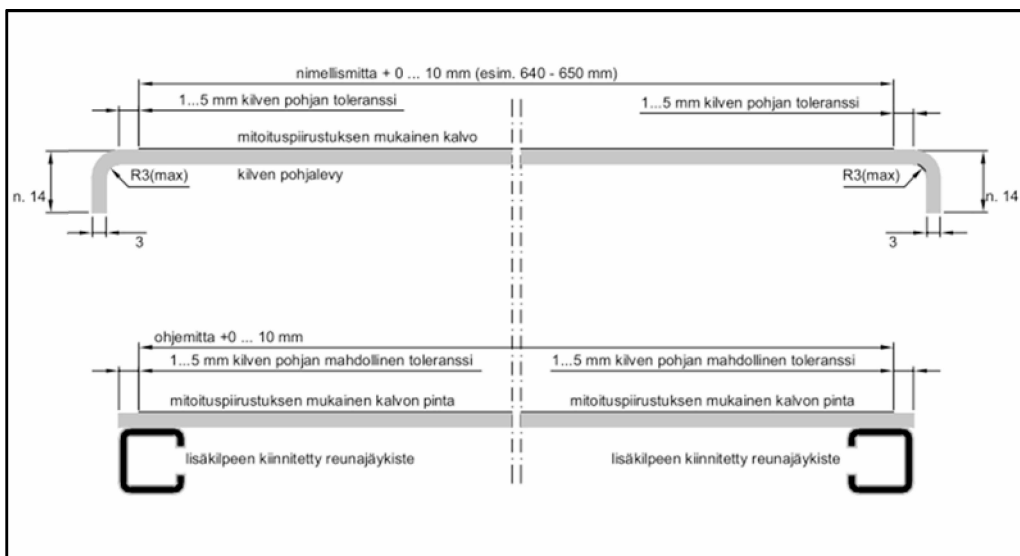 nimellismitta + 0 ... 10 mm (esim. 640 - 650 mm)
1...5 mm kilven pohjan toleranssi
1...5 mm kilven pohjan toleranssi
mitoituspiirustuksen mukainen kalvo
R3(max)
kilven pohjalevy
R3(max)
n. 14
n. 14
3
3
ohjemitta +0 ... 10 mm
1...5 mm kilven pohjan mahdollinen toleranssi
1...5 mm kilven pohjan mahdollinen toleranssi
mitoituspiirustuksen mukainen kalvon pinta
mitoituspiirustuksen mukainen kalvon pinta
lisäkilpeen kiinnitetty reunajäykiste
lisäkilpeen kiinnitetty reunajäykiste